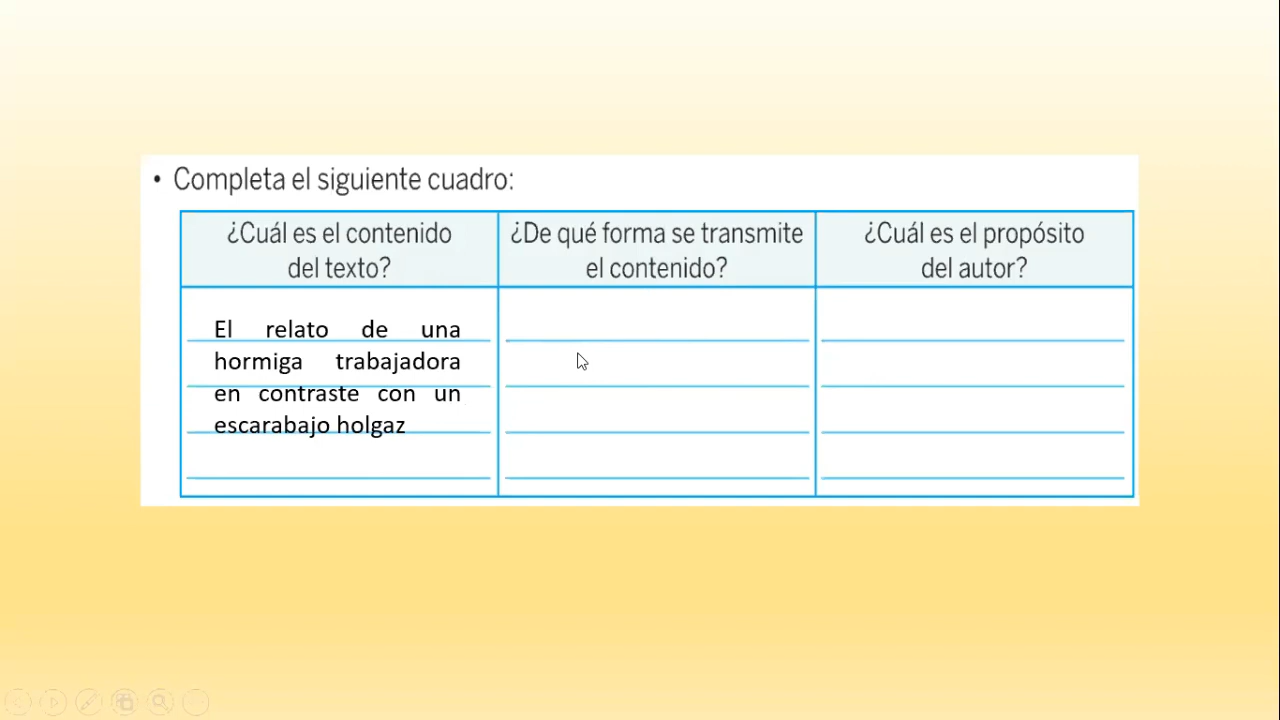 • Completa el siguiente cuadro:
¿Cuál es el contenido
del texto?
¿De qué forma se transmite
el contenido?
¿Cuál es el propósito
del autor?
El relato de una
hormiga trabajadora
en contraste con un
escarabajo holgaz